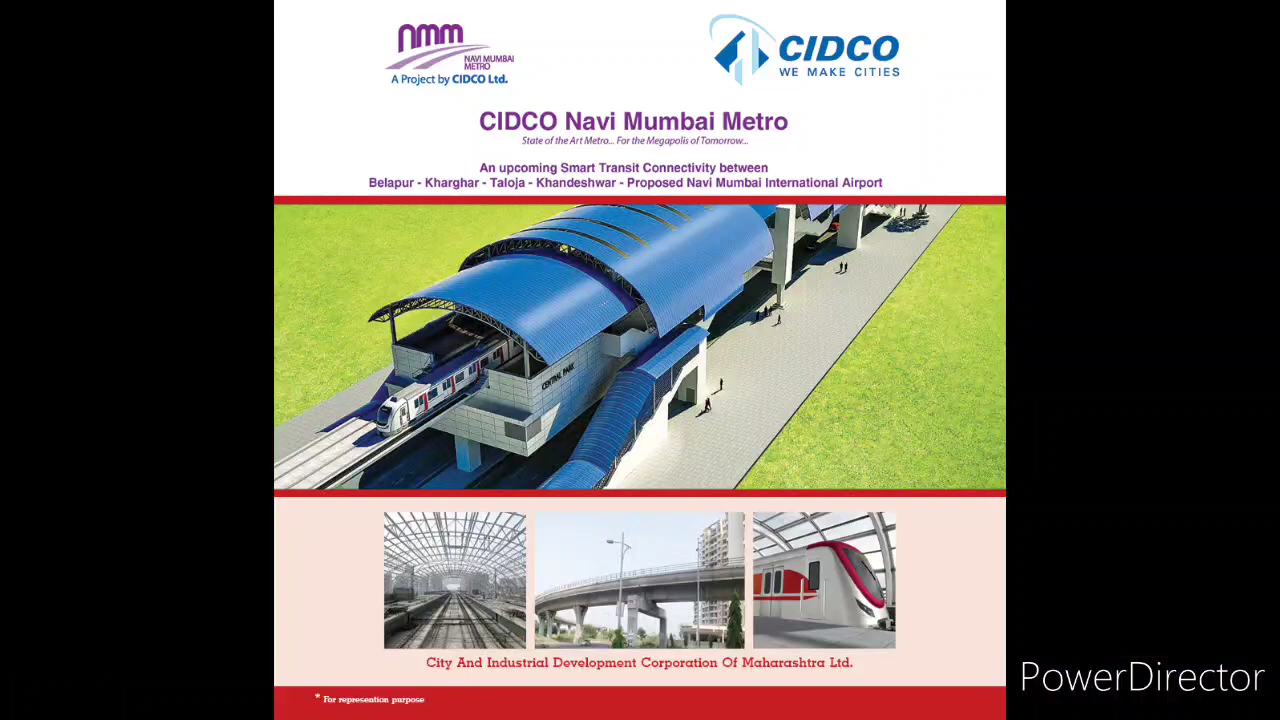 nmm
NAVI MUMBAI
METRO
A Project by CIDCO Ltd.
CIDCO
WE MAKE CITIES
CIDCO Navi Mumbai Metro
State of the Art Metro... For the Megapolis of Tomorrow...
An upcoming Smart Transit Connectivity between
Belapur - Kharghar - Taloja - Khandeshwar - Proposed Navi Mumbai International Airport
CENTRAL PARK
City And Industrial Development Corporation Of Maharashtra Ltd.
* For represention purpose
PowerDirector